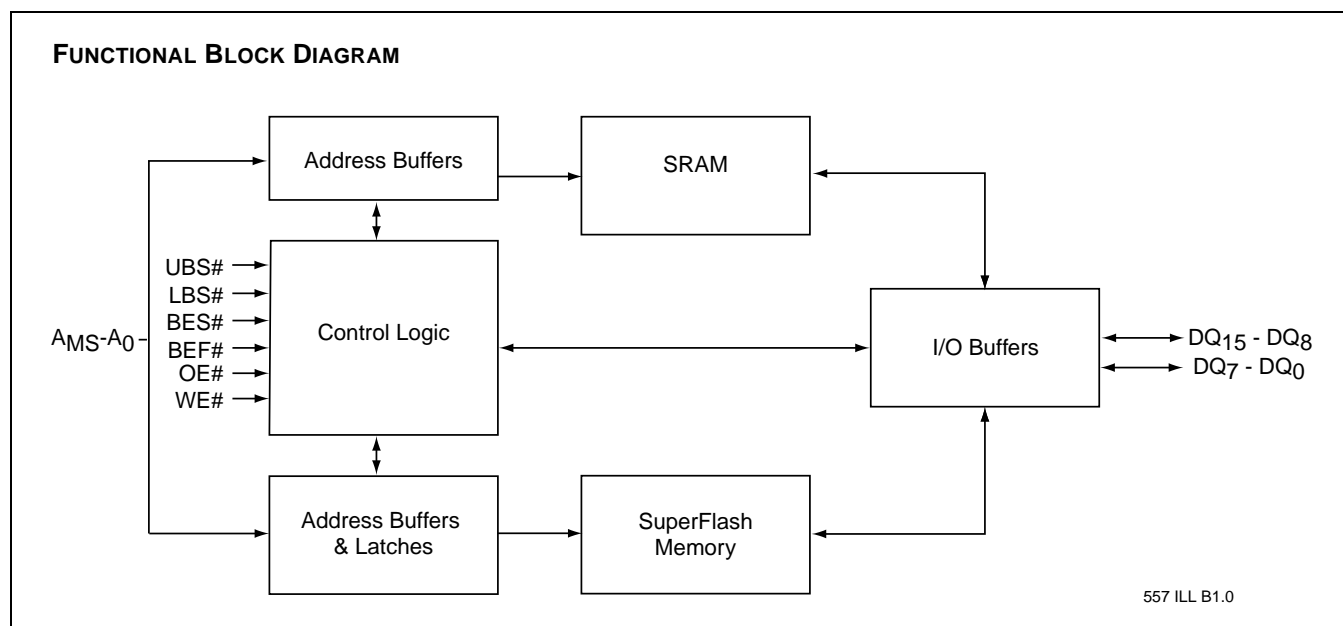 FUNCTIONAL BLOCK DIAGRAM
Address Buffers
SRAM
UBS#
LBS#
BES#
BEF#
OE#
WE#
AMS-A0
Control Logic
I/O Buffers
DQ15 - DQ8
DQ7 - DQ0
Address Buffers
& Latches
SuperFlash
Memory
557 ILL B1.0